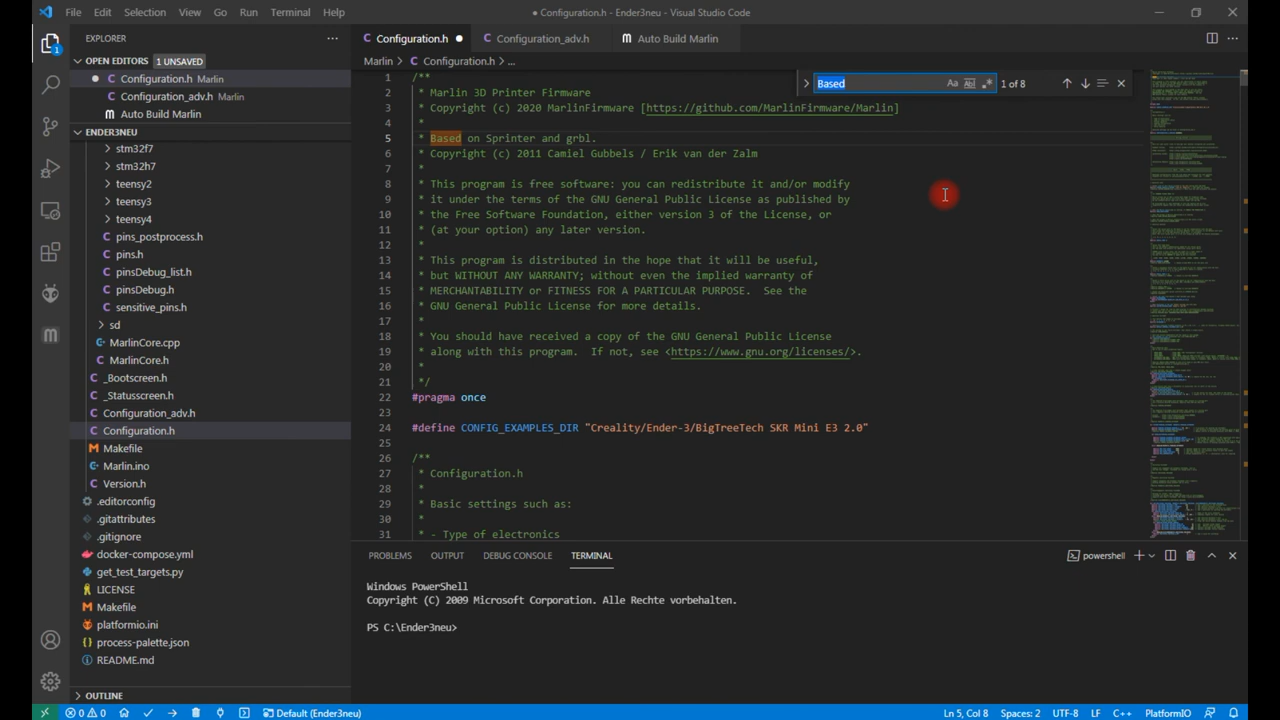 File Edit Selection View Go Run Terminal Help
● Configuration.h - Ender3neu - Visual Studio Code
EXPLORER
OPEN EDITORS 1 UNSAVED
Configuration.h Marlin
Configuration_adv.h Marlin
Auto Build Marlin
ENDER3NEU
stm32f7
stm32h7
teensy2
teensy3
teensy4
pins_postprocess.h
pins.h
pinsDebug_list.h
pinsDebug.h
sensitive_pins.h
sd
MarlinCore.cpp
MarlinCore.h
_Bootscreen.h
_Statusscreen.h
Configuration_adv.h
Configuration.h
Makefile
Marlin.ino
Version.h
.editorconfig
.gitattributes
.gitignore
docker-compose.yml
get_test_targets.py
LICENSE
Makefile
platformio.ini
process-palette.json
README.md
OUTLINE
Configuration.h ● Configuration_adv.h Auto Build Marlin
Marlin > Configuration.h > ...
Based Aa Abl .* 1 of 8
1 /**
2 * Marlin 3D Printer Firmware
3 * Copyright (c) 2020 MarlinFirmware [https://github.com/MarlinFirmware/Marlin]
4 *
5 * Based on Sprinter and grbl.
6 * Copyright (c) 2011 Camiel Gubbels / Erik van der Zalm
7 *
8 * This program is free software: you can redistribute it and/or modify
9 * it under the terms of the GNU General Public License as published by
10 * the Free Software Foundation, either version 3 of the License, or
11 * (at your option) any later version.
12 *
13 * This program is distributed in the hope that it will be useful,
14 * but WITHOUT ANY WARRANTY; without even the implied warranty of
15 * MERCHANTABILITY or FITNESS FOR A PARTICULAR PURPOSE.  See the
16 * GNU General Public License for more details.
17 *
18 * You should have received a copy of the GNU General Public License
19 * along with this program.  If not, see <https://www.gnu.org/licenses/>.
20 *
21 */
22 #pragma once
23
24 #define CONFIG_EXAMPLES_DIR "Creality/Ender-3/BigTreeTech SKR Mini E3 2.0"
25
26 /**
27 * Configuration.h
28 *
29 * Basic settings such as:
30 *
31 * - Type of electronics
PROBLEMS OUTPUT DEBUG CONSOLE TERMINAL powershell
Windows PowerShell
Copyright (C) 2009 Microsoft Corporation. Alle Rechte vorbehalten.
PS C:\Ender3neu>
0 0 Default (Ender3neu) Ln 5, Col 8 Spaces: 2 UTF-8 LF C++ PlatformIO